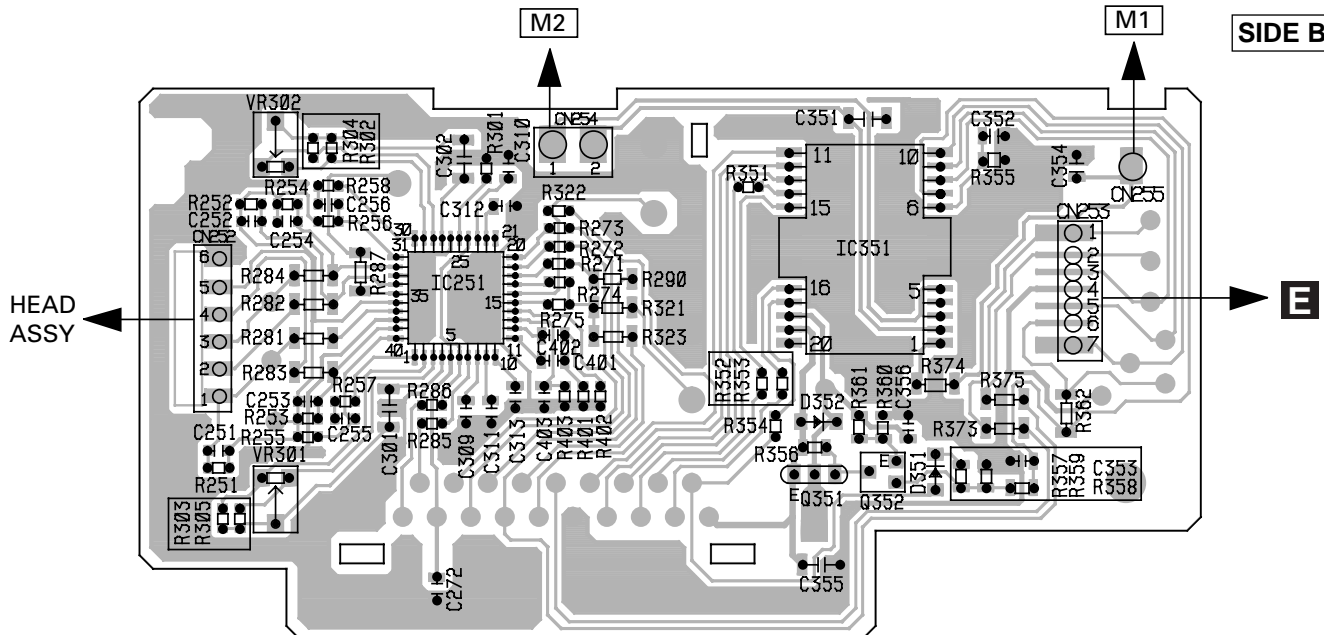 M2
M1
SIDE B
VR302
R304
R302
C302
R301
C310
CN254
1 2
C351
C352
R355
C354
CN255
11 10
15 6
R351
IC351
16 5
20 1
R254
R258
R252
C256
C252
R256
C254
CN252
C312
R322
R273
R272
R271
R290
R274
R321
R275
R323
C402
C401
30 21
31 20
25
IC251
35
15
5
40 11
1 10
R287
6
5
4
3
2
1
R284
R282
R281
R283
HEAD
ASSY
CN253
1
2
3
4
5
6
7
E
C253
R257
R253
C255
R255
C251
R251
VR301
R303
R305
C301
R286
R285
C309
C311
C313
C403
R403
R401
R402
R352
R353
R354
D352
R361
R360
C356
R374
R375
R373
R362
R356
E
Q351
E
Q352
D351
R357
R359
C353
R358
C272
C355